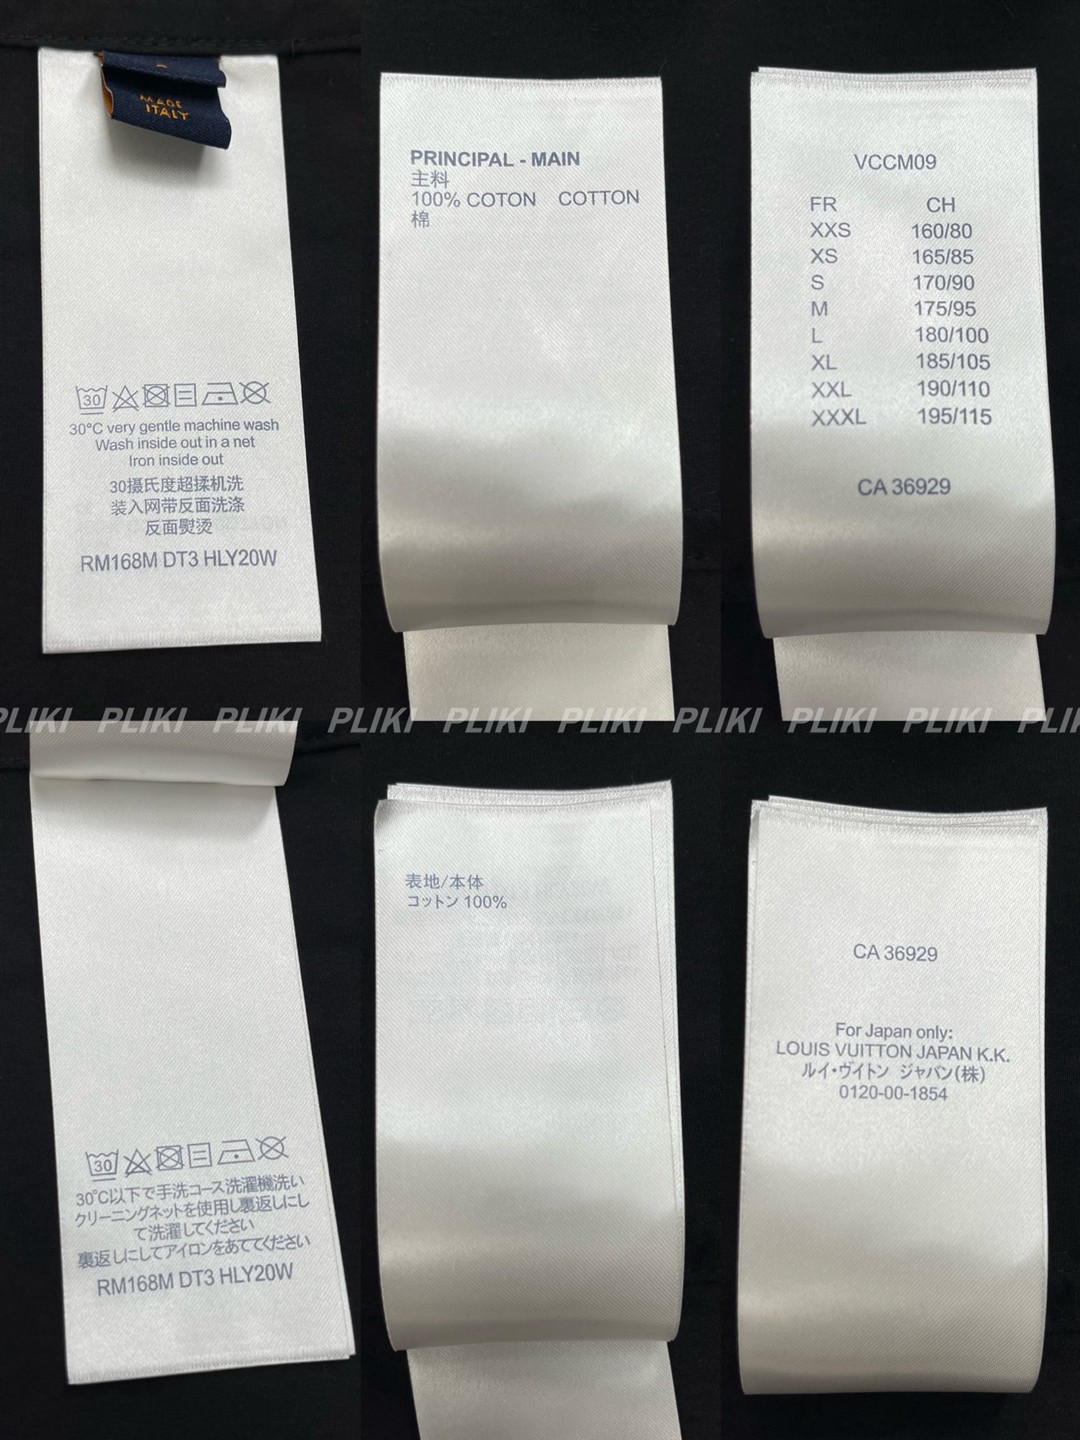 MADE
ITALY
30
30°C very gentle machine wash
Wash inside out in a net
Iron inside out
30摄氏度超揉机洗
装入网带反面洗涤
反面熨烫
RM168M DT3 HLY20W
PRINCIPAL - MAIN
主料
100% COTON COTTON
棉
VCCM09
FR CH
XXS 160/80
XS 165/85
S 170/90
M 175/95
L 180/100
XL 185/105
XXL 190/110
XXXL 195/115
CA 36929
PLIKI PLIKI PLIKI PLIKI PLIKI PLIKI PLIKI PLIKI PLIKI PLIKI
30
30℃以下で手洗コース洗濯機洗い
クリーニングネットを使用し裏返しにし
て洗濯してください
裏返しにしてアイロンをあててください
RM168M DT3 HLY20W
表地/本体
コットン 100%
CA 36929
For Japan only:
LOUIS VUITTON JAPAN K.K.
ルイ・ヴイトン ジャパン(株)
0120-00-1854